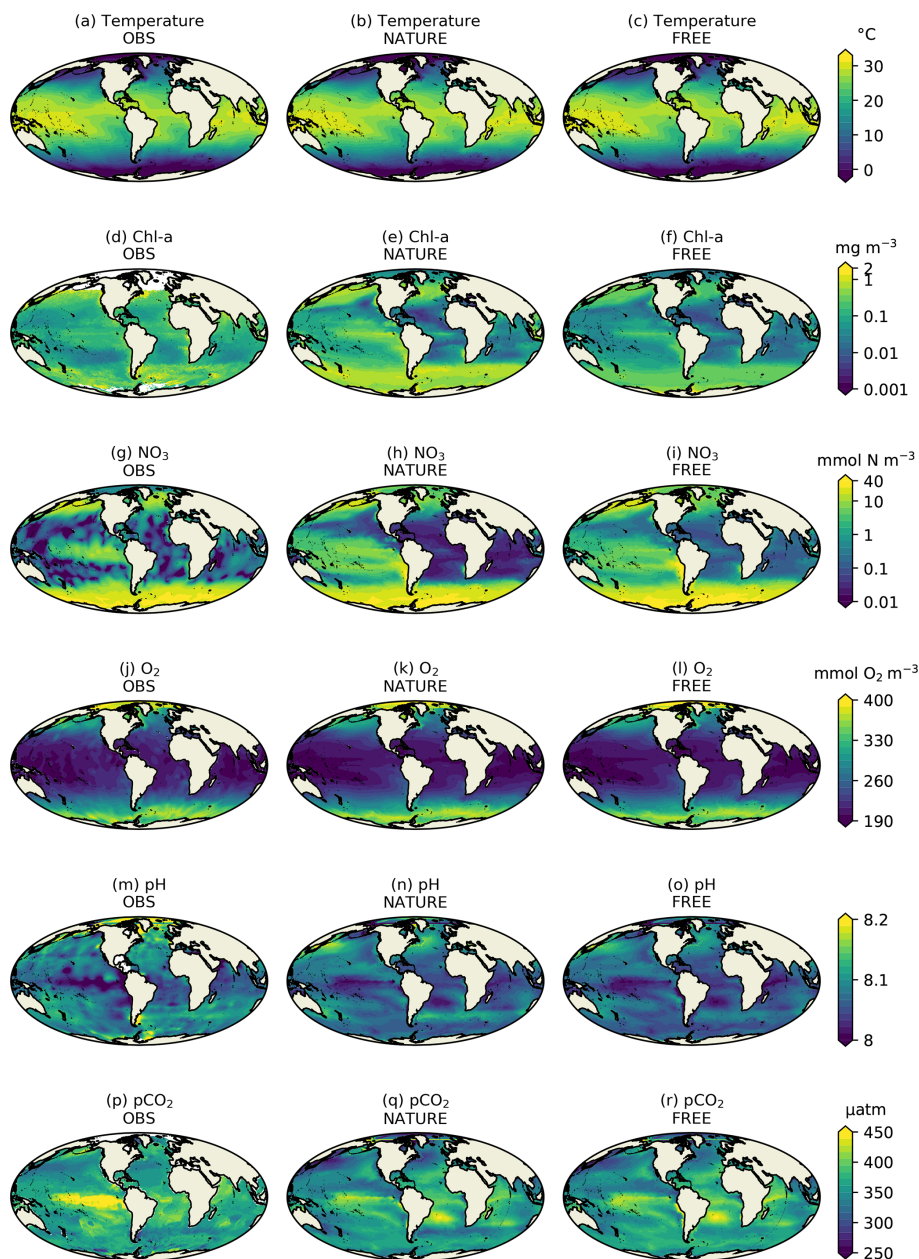 (a) Temperature
OBS
(b) Temperature
NATURE
(c) Temperature
FREE
°C
30
20
10
0
(d) Chl-a
OBS
(e) Chl-a
NATURE
(f) Chl-a
FREE
mg m⁻³
2
1
0.1
0.01
0.001
(g) NO₃
OBS
(h) NO₃
NATURE
(i) NO₃
FREE
mmol N m⁻³
40
10
1
0.1
0.01
(j) O₂
OBS
(k) O₂
NATURE
(l) O₂
FREE
mmol O₂ m⁻³
400
330
260
190
(m) pH
OBS
(n) pH
NATURE
(o) pH
FREE
8.2
8.1
8
(p) pCO₂
OBS
(q) pCO₂
NATURE
(r) pCO₂
FREE
µatm
450
400
350
300
250